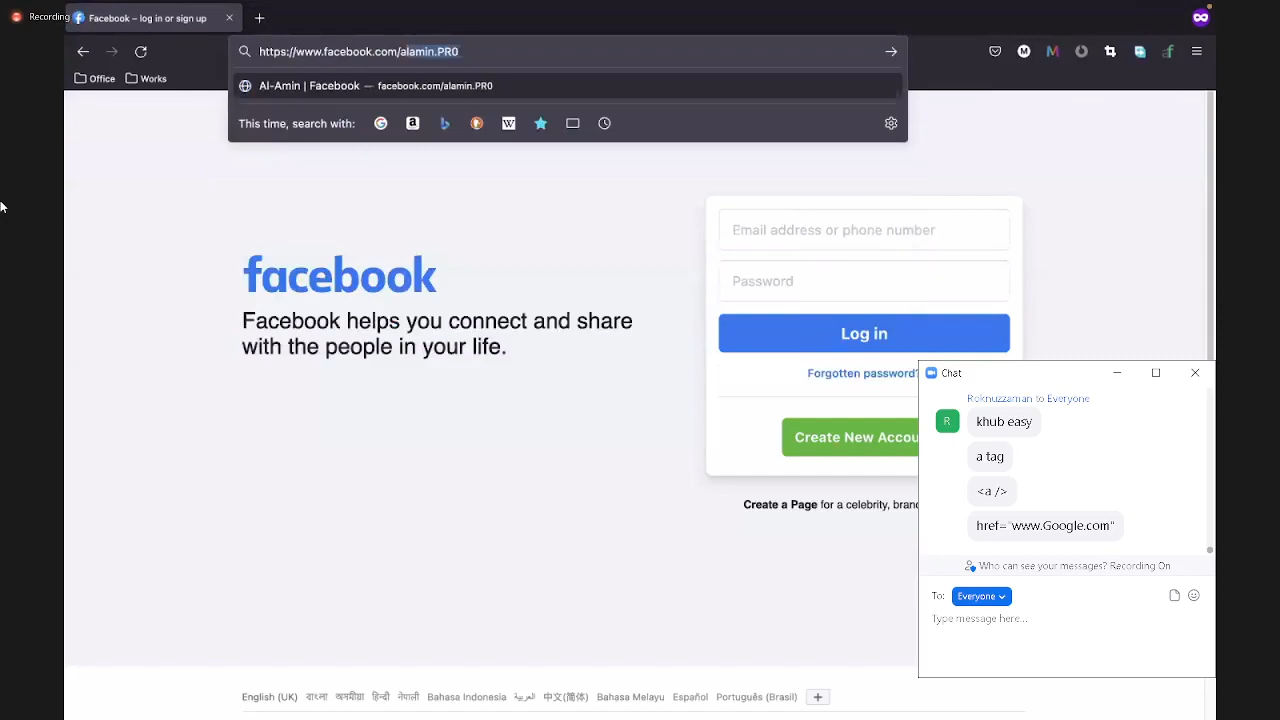 Recording
Facebook – log in or sign up
https://www.facebook.com/alamin.PR0
Office Works
Al-Amin | Facebook — facebook.com/alamin.PR0
This time, search with:
facebook
Facebook helps you connect and share
with the people in your life.
Email address or phone number
Password
Log in
Forgotten password?
Create New Accou
Create a Page for a celebrity, bran
Chat
Roknuzzaman to Everyone
R
khub easy
a tag
<a />
href="www.Google.com"
Who can see your messages? Recording On
To: Everyone
Type message here...
English (UK) বাংলা অসমীয়া हिन्दी नेपाली Bahasa Indonesia العربية 中文(简体) Bahasa Melayu Español Português (Brasil)